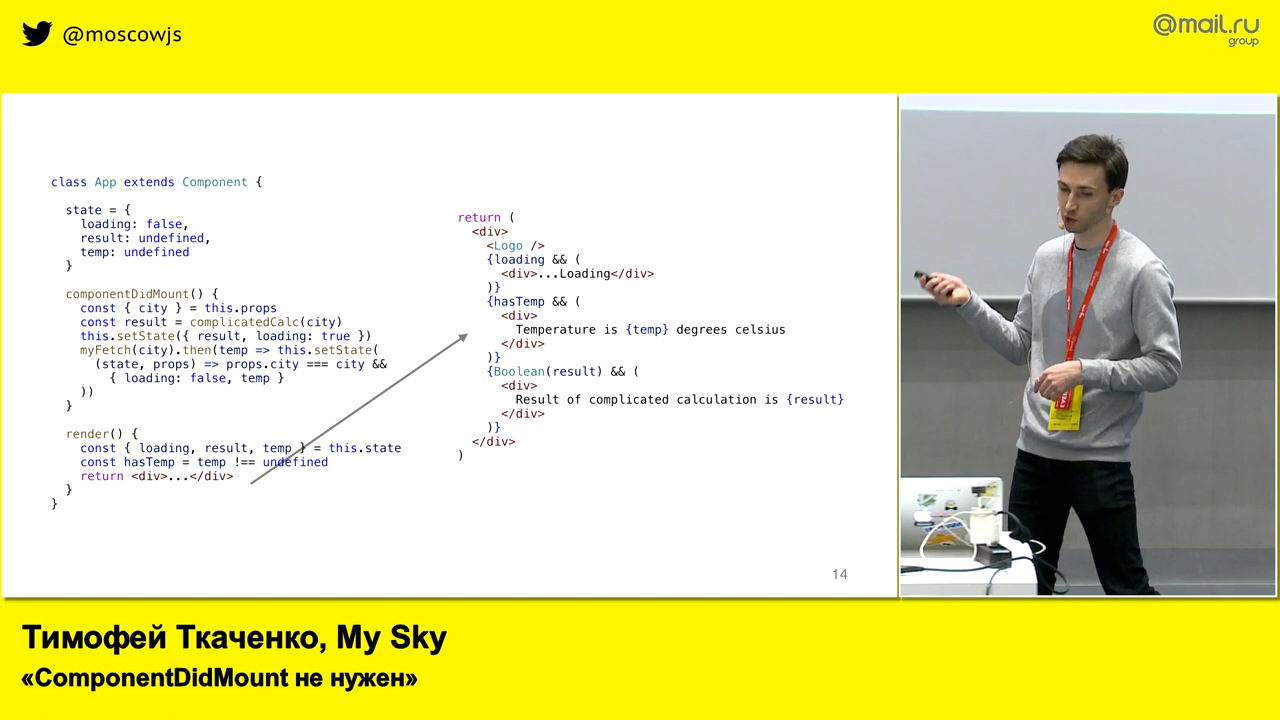 @moscowjs
@mail.ru
group
class App extends Component {
state = {
loading: false,
result: undefined,
temp: undefined
}
componentDidMount() {
const { city } = this.props
const result = complicatedCalc(city)
this.setState({ result, loading: true })
myFetch(city).then(temp => this.setState(
(state, props) => props.city === city &&
{ loading: false, temp }
))
}
render() {
const { loading, result, temp } = this.state
const hasTemp = temp !== undefined
return <div>...</div>
}
}
return (
<div>
<Logo />
{loading && (
<div>...Loading</div>
)}
{hasTemp && (
<div>
Temperature is {temp} degrees celsius
</div>
)}
{Boolean(result) && (
<div>
Result of complicated calculation is {result}
</div>
)}
</div>
)
14
Тимофей Ткаченко, My Sky
«ComponentDidMount не нужен»